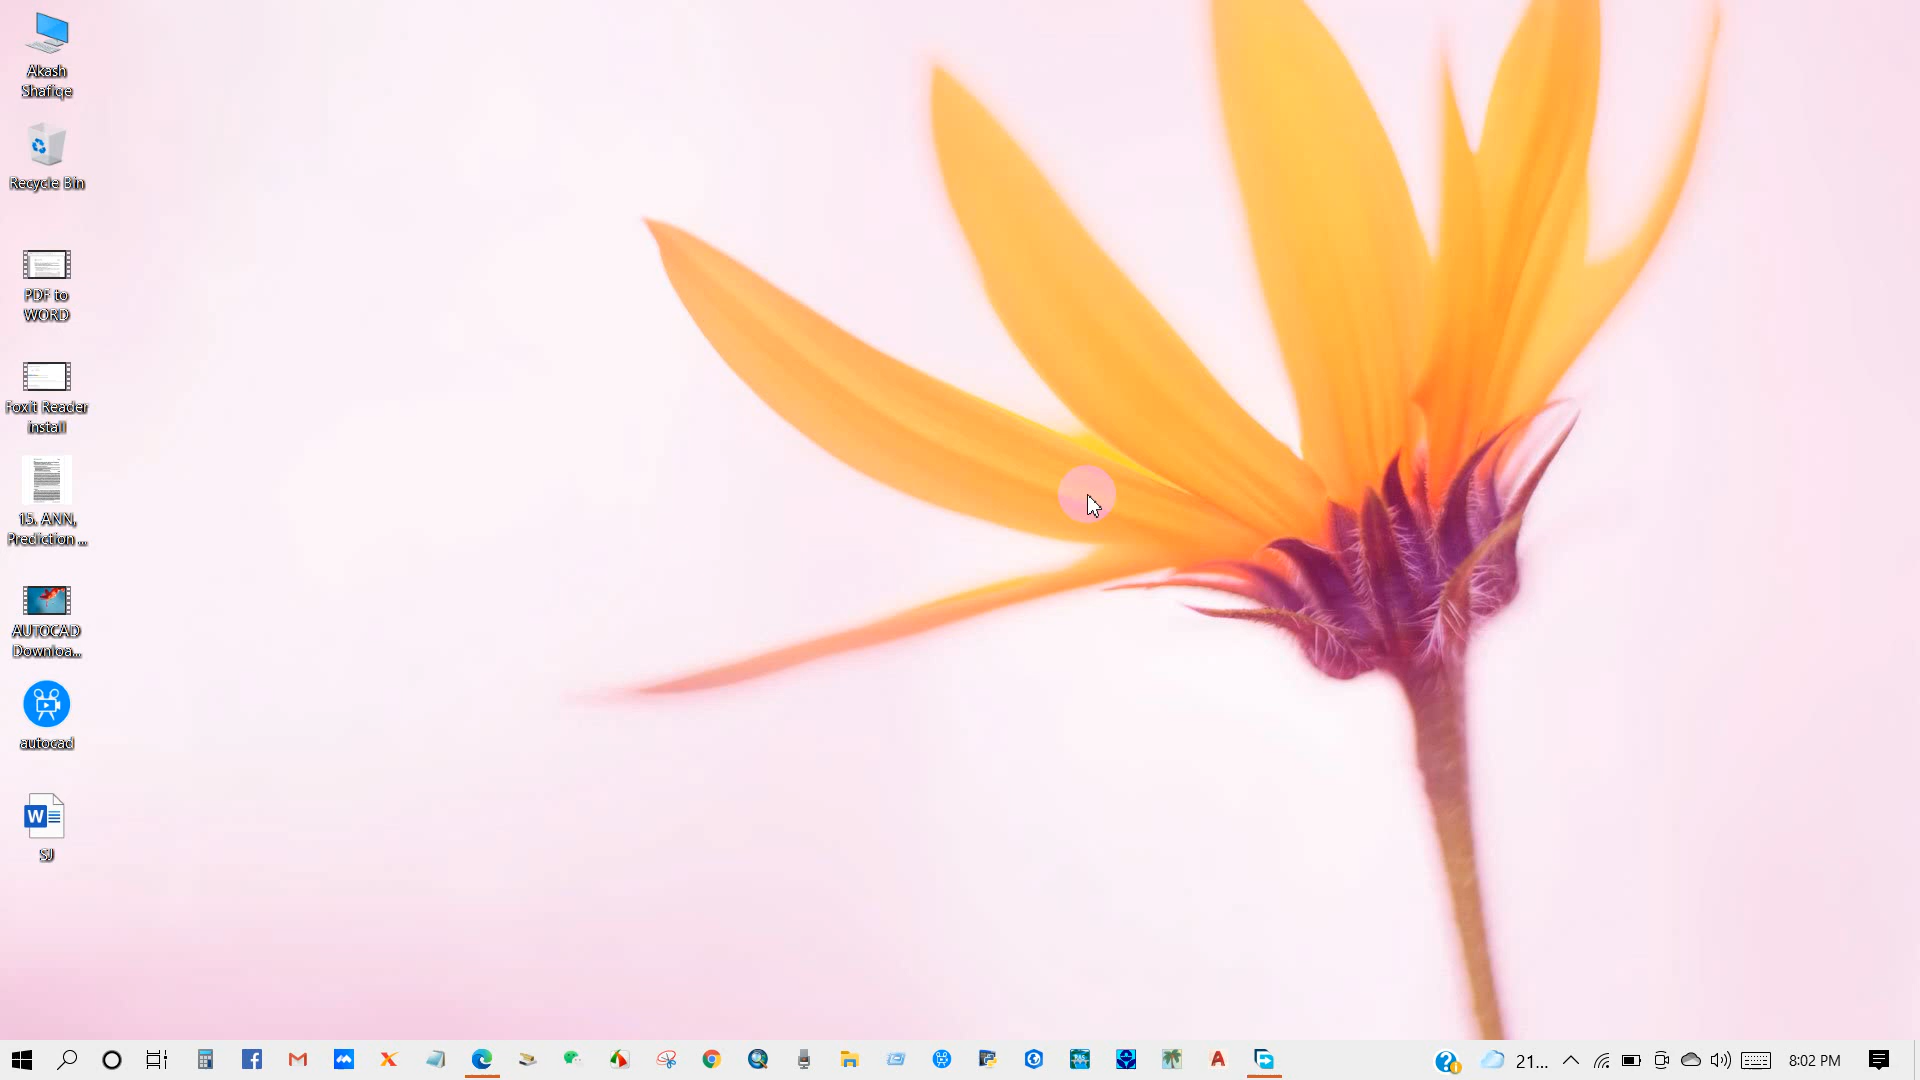 Akash
Shafiqe
Recycle Bin
PDF to
WORD
Foxit Reader
install
15. ANN,
Prediction ...
AUTOCAD
Downloa...
autocad
SJ
21...
8:02 PM